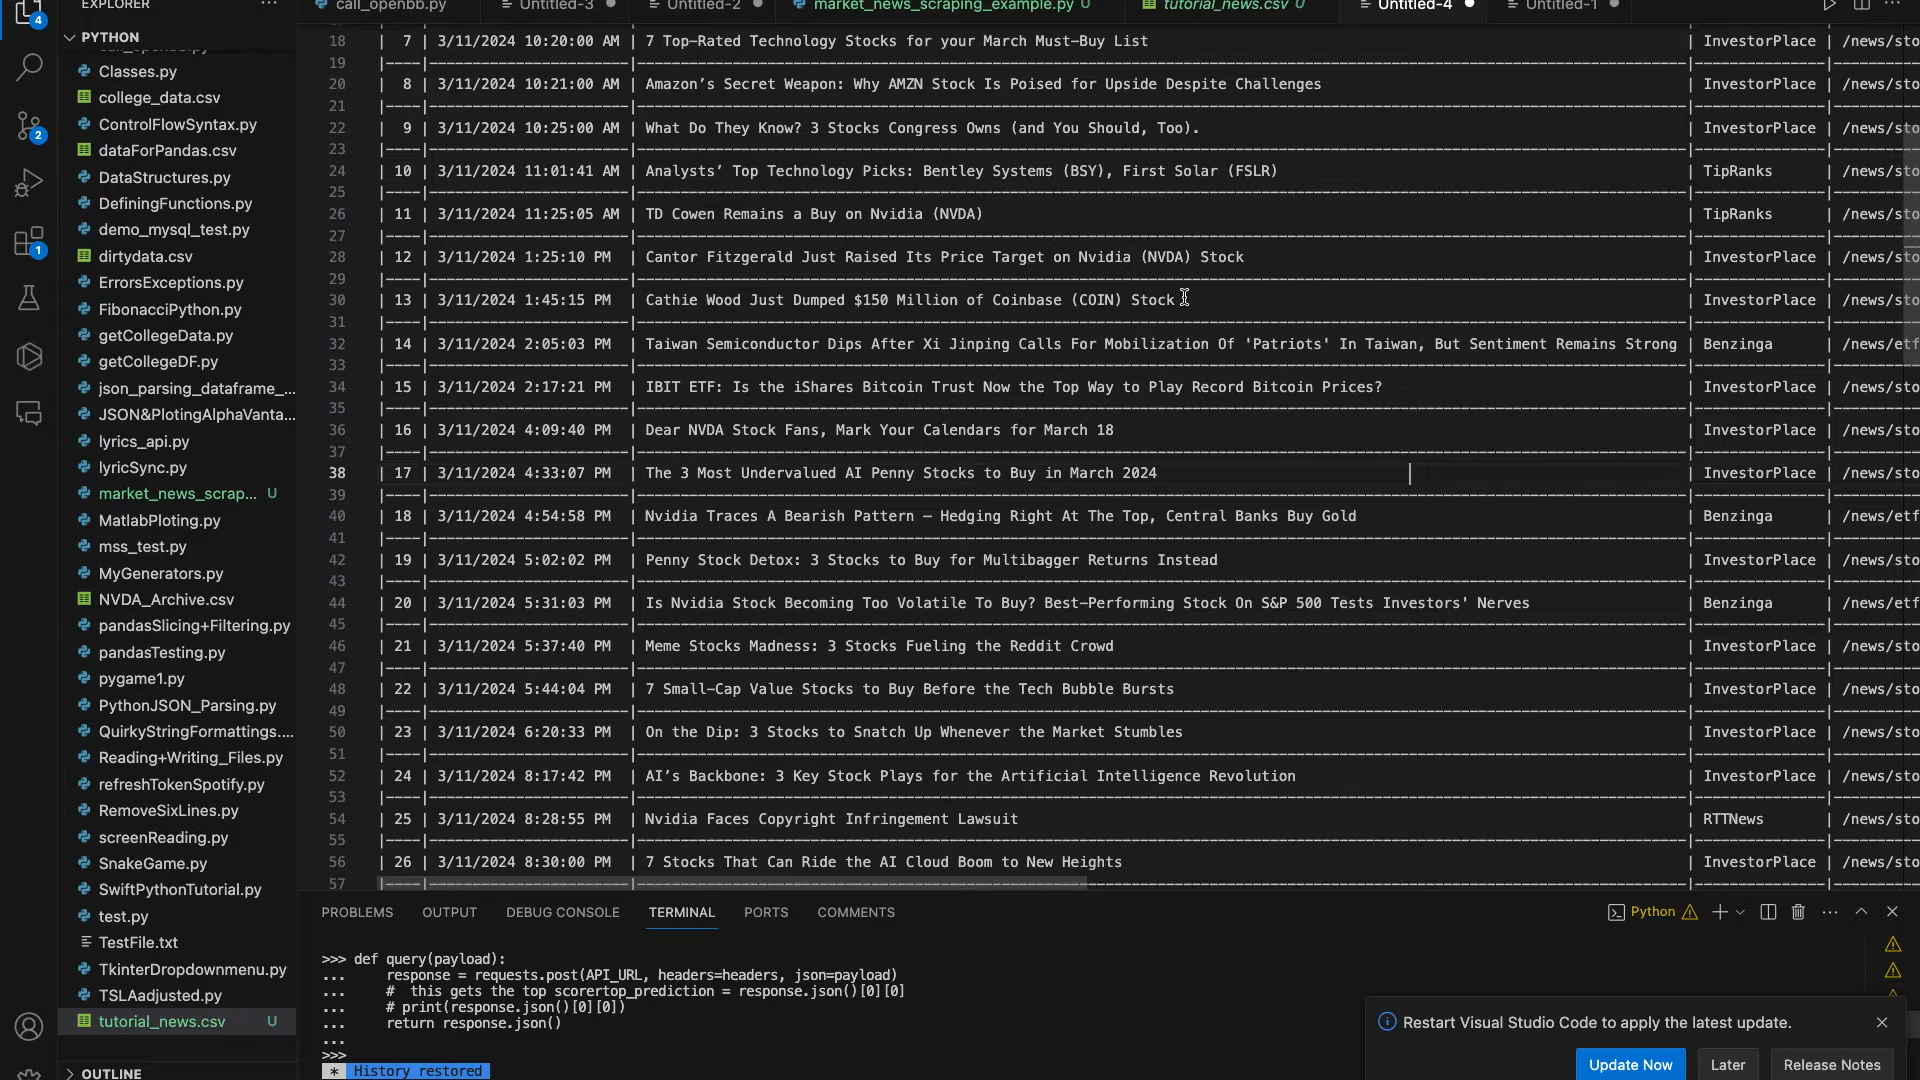 EXPLORER
4
PYTHON
Classes.py
college_data.csv
ControlFlowSyntax.py
2
dataForPandas.csv
DataStructures.py
DefiningFunctions.py
demo_mysql_test.py
1
dirtydata.csv
ErrorsExceptions.py
FibonacciPython.py
getCollegeData.py
getCollegeDF.py
json_parsing_dataframe_...
JSON&PlotingAlphaVanta...
lyrics_api.py
lyricSync.py
market_news_scrap... U
MatlabPloting.py
mss_test.py
MyGenerators.py
NVDA_Archive.csv
pandasSlicing+Filtering.py
pandasTesting.py
pygame1.py
PythonJSON_Parsing.py
QuirkyStringFormattings....
Reading+Writing_Files.py
refreshTokenSpotify.py
RemoveSixLines.py
screenReading.py
SnakeGame.py
SwiftPythonTutorial.py
test.py
TestFile.txt
TkinterDropdownmenu.py
TSLAadjusted.py
tutorial_news.csv U
OUTLINE
call_openbb.py Untitled-3 Untitled-2 market_news_scraping_example.py U tutorial_news.csv U Untitled-4 Untitled-1
18 | 7 | 3/11/2024 10:20:00 AM | 7 Top-Rated Technology Stocks for your March Must-Buy List | InvestorPlace | /news/sto
19
20 | 8 | 3/11/2024 10:21:00 AM | Amazon’s Secret Weapon: Why AMZN Stock Is Poised for Upside Despite Challenges | InvestorPlace | /news/sto
21
22 | 9 | 3/11/2024 10:25:00 AM | What Do They Know? 3 Stocks Congress Owns (and You Should, Too). | InvestorPlace | /news/sto
23
24 | 10 | 3/11/2024 11:01:41 AM | Analysts’ Top Technology Picks: Bentley Systems (BSY), First Solar (FSLR) | TipRanks | /news/sto
25
26 | 11 | 3/11/2024 11:25:05 AM | TD Cowen Remains a Buy on Nvidia (NVDA) | TipRanks | /news/sto
27
28 | 12 | 3/11/2024 1:25:10 PM | Cantor Fitzgerald Just Raised Its Price Target on Nvidia (NVDA) Stock | InvestorPlace | /news/sto
29
30 | 13 | 3/11/2024 1:45:15 PM | Cathie Wood Just Dumped $150 Million of Coinbase (COIN) Stock | InvestorPlace | /news/sto
31
32 | 14 | 3/11/2024 2:05:03 PM | Taiwan Semiconductor Dips After Xi Jinping Calls For Mobilization Of 'Patriots' In Taiwan, But Sentiment Remains Strong | Benzinga | /news/etf
33
34 | 15 | 3/11/2024 2:17:21 PM | IBIT ETF: Is the iShares Bitcoin Trust Now the Top Way to Play Record Bitcoin Prices? | InvestorPlace | /news/sto
35
36 | 16 | 3/11/2024 4:09:40 PM | Dear NVDA Stock Fans, Mark Your Calendars for March 18 | InvestorPlace | /news/sto
37
38 | 17 | 3/11/2024 4:33:07 PM | The 3 Most Undervalued AI Penny Stocks to Buy in March 2024 | InvestorPlace | /news/sto
39
40 | 18 | 3/11/2024 4:54:58 PM | Nvidia Traces A Bearish Pattern – Hedging Right At The Top, Central Banks Buy Gold | Benzinga | /news/etf
41
42 | 19 | 3/11/2024 5:02:02 PM | Penny Stock Detox: 3 Stocks to Buy for Multibagger Returns Instead | InvestorPlace | /news/sto
43
44 | 20 | 3/11/2024 5:31:03 PM | Is Nvidia Stock Becoming Too Volatile To Buy? Best-Performing Stock On S&P 500 Tests Investors' Nerves | Benzinga | /news/etf
45
46 | 21 | 3/11/2024 5:37:40 PM | Meme Stocks Madness: 3 Stocks Fueling the Reddit Crowd | InvestorPlace | /news/sto
47
48 | 22 | 3/11/2024 5:44:04 PM | 7 Small-Cap Value Stocks to Buy Before the Tech Bubble Bursts | InvestorPlace | /news/sto
49
50 | 23 | 3/11/2024 6:20:33 PM | On the Dip: 3 Stocks to Snatch Up Whenever the Market Stumbles | InvestorPlace | /news/sto
51
52 | 24 | 3/11/2024 8:17:42 PM | AI’s Backbone: 3 Key Stock Plays for the Artificial Intelligence Revolution | InvestorPlace | /news/sto
53
54 | 25 | 3/11/2024 8:28:55 PM | Nvidia Faces Copyright Infringement Lawsuit | RTTNews | /news/sto
55
56 | 26 | 3/11/2024 8:30:00 PM | 7 Stocks That Can Ride the AI Cloud Boom to New Heights | InvestorPlace | /news/sto
57
PROBLEMS OUTPUT DEBUG CONSOLE TERMINAL PORTS COMMENTS Python
>>> def query(payload):
... response = requests.post(API_URL, headers=headers, json=payload)
... # this gets the top scorertop_prediction = response.json()[0][0]
... # print(response.json()[0][0])
... return response.json()
...
>>>
* History restored
Restart Visual Studio Code to apply the latest update.
Update Now Later Release Notes